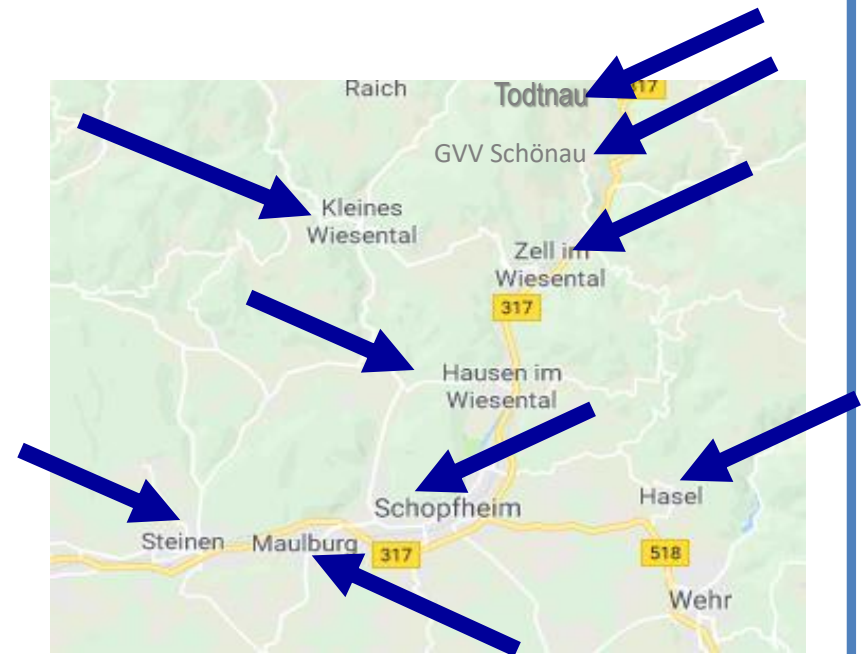 Raich
Todtnau
317
GVV Schönau
Kleines
Wiesental
Zell im
Wiesental
317
Hausen im
Wiesental
Schopfheim
Hasel
Steinen
Maulburg
317
518
Wehr